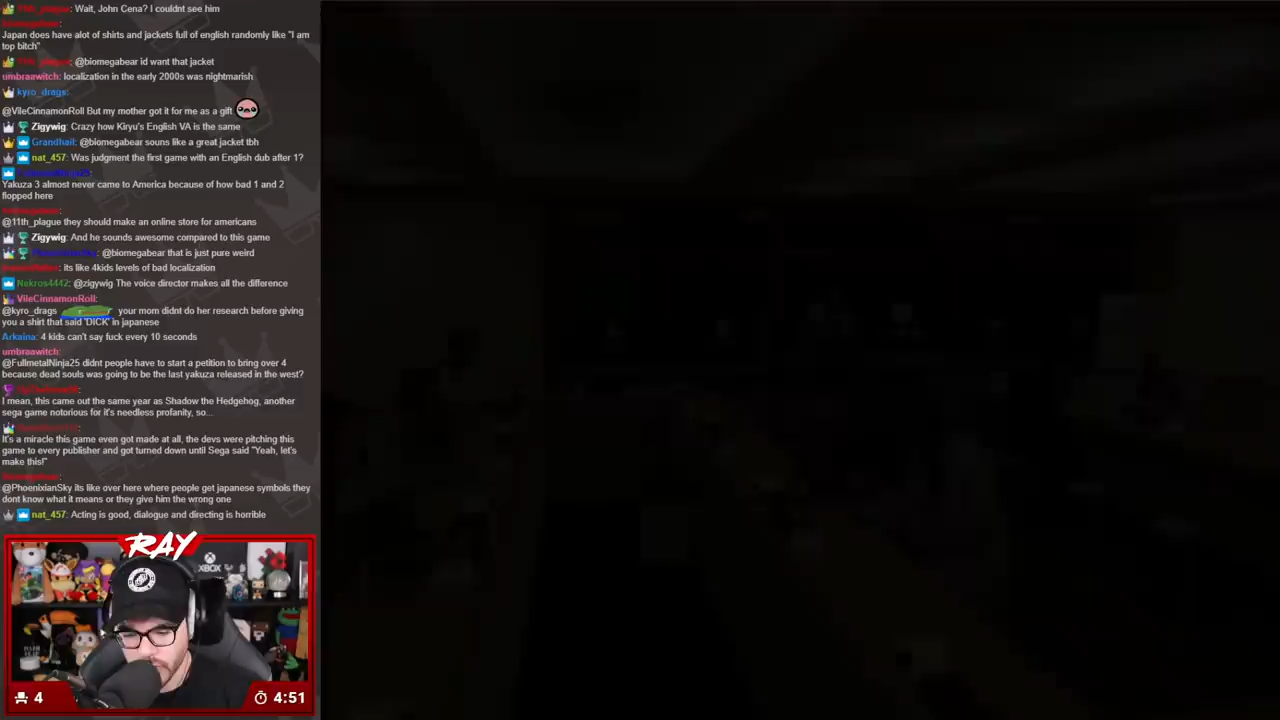 Wait, John Cena? I couldnt see him
Japan does have alot of shirts and jackets full of english randomly like "I am
top bitch"
@biomegabear id want that jacket
umbraawitch: localization in the early 2000s was nightmarish
kyro_drags:
@VileCinnamonRoll But my mother got it for me as a gift
Zigywig: Crazy how Kiryu's English VA is the same
Grandhail: @biomegabear souns like a great jacket tbh
nat_457: Was judgment the first game with an English dub after 1?
Yakuza 3 almost never came to America because of how bad 1 and 2
flopped here
@11th_plague they should make an online store for americans
Zigywig: And he sounds awesome compared to this game
@biomegabear that is just pure weird
its like 4kids levels of bad localization
Nekros4442: @zigywig The voice director makes all the difference
VileCinnamonRoll:
@kyro_drags your mom didnt do her research before giving
you a shirt that said 'DICK' in japanese
Arkaina: 4 kids can't say fuck every 10 seconds
umbraawitch:
@FullmetalNinja25 didnt people have to start a petition to bring over 4
because dead souls was going to be the last yakuza released in the west?
I mean, this came out the same year as Shadow the Hedgehog, another
sega game notorious for it's needless profanity, so...
It's a miracle this game even got made at all, the devs were pitching this
game to every publisher and got turned down until Sega said "Yeah, let's
make this!"
@PhoenixianSky its like over here where people get japanese symbols they
dont know what it means or they give him the wrong one
nat_457: Acting is good, dialogue and directing is horrible
RAY
XBOX
4
4:51